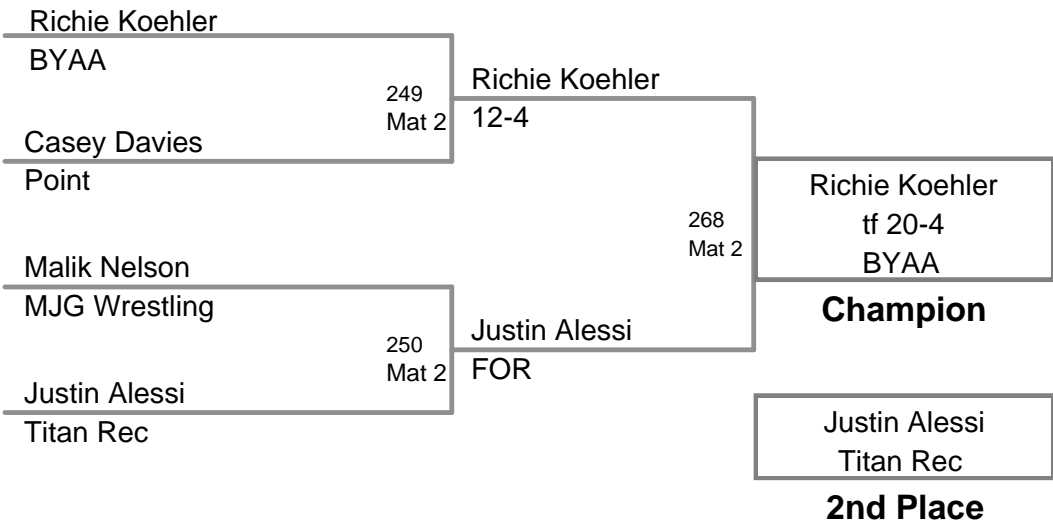 Richie Koehler
BYAA
249
Mat 2
Casey Davies
Point
Richie Koehler
12-4
Malik Nelson
MJG Wrestling
250
Mat 2
Justin Alessi
Titan Rec
Justin Alessi
FOR
268
Mat 2
Richie Koehler
tf 20-4
BYAA
Champion
Justin Alessi
Titan Rec
2nd Place